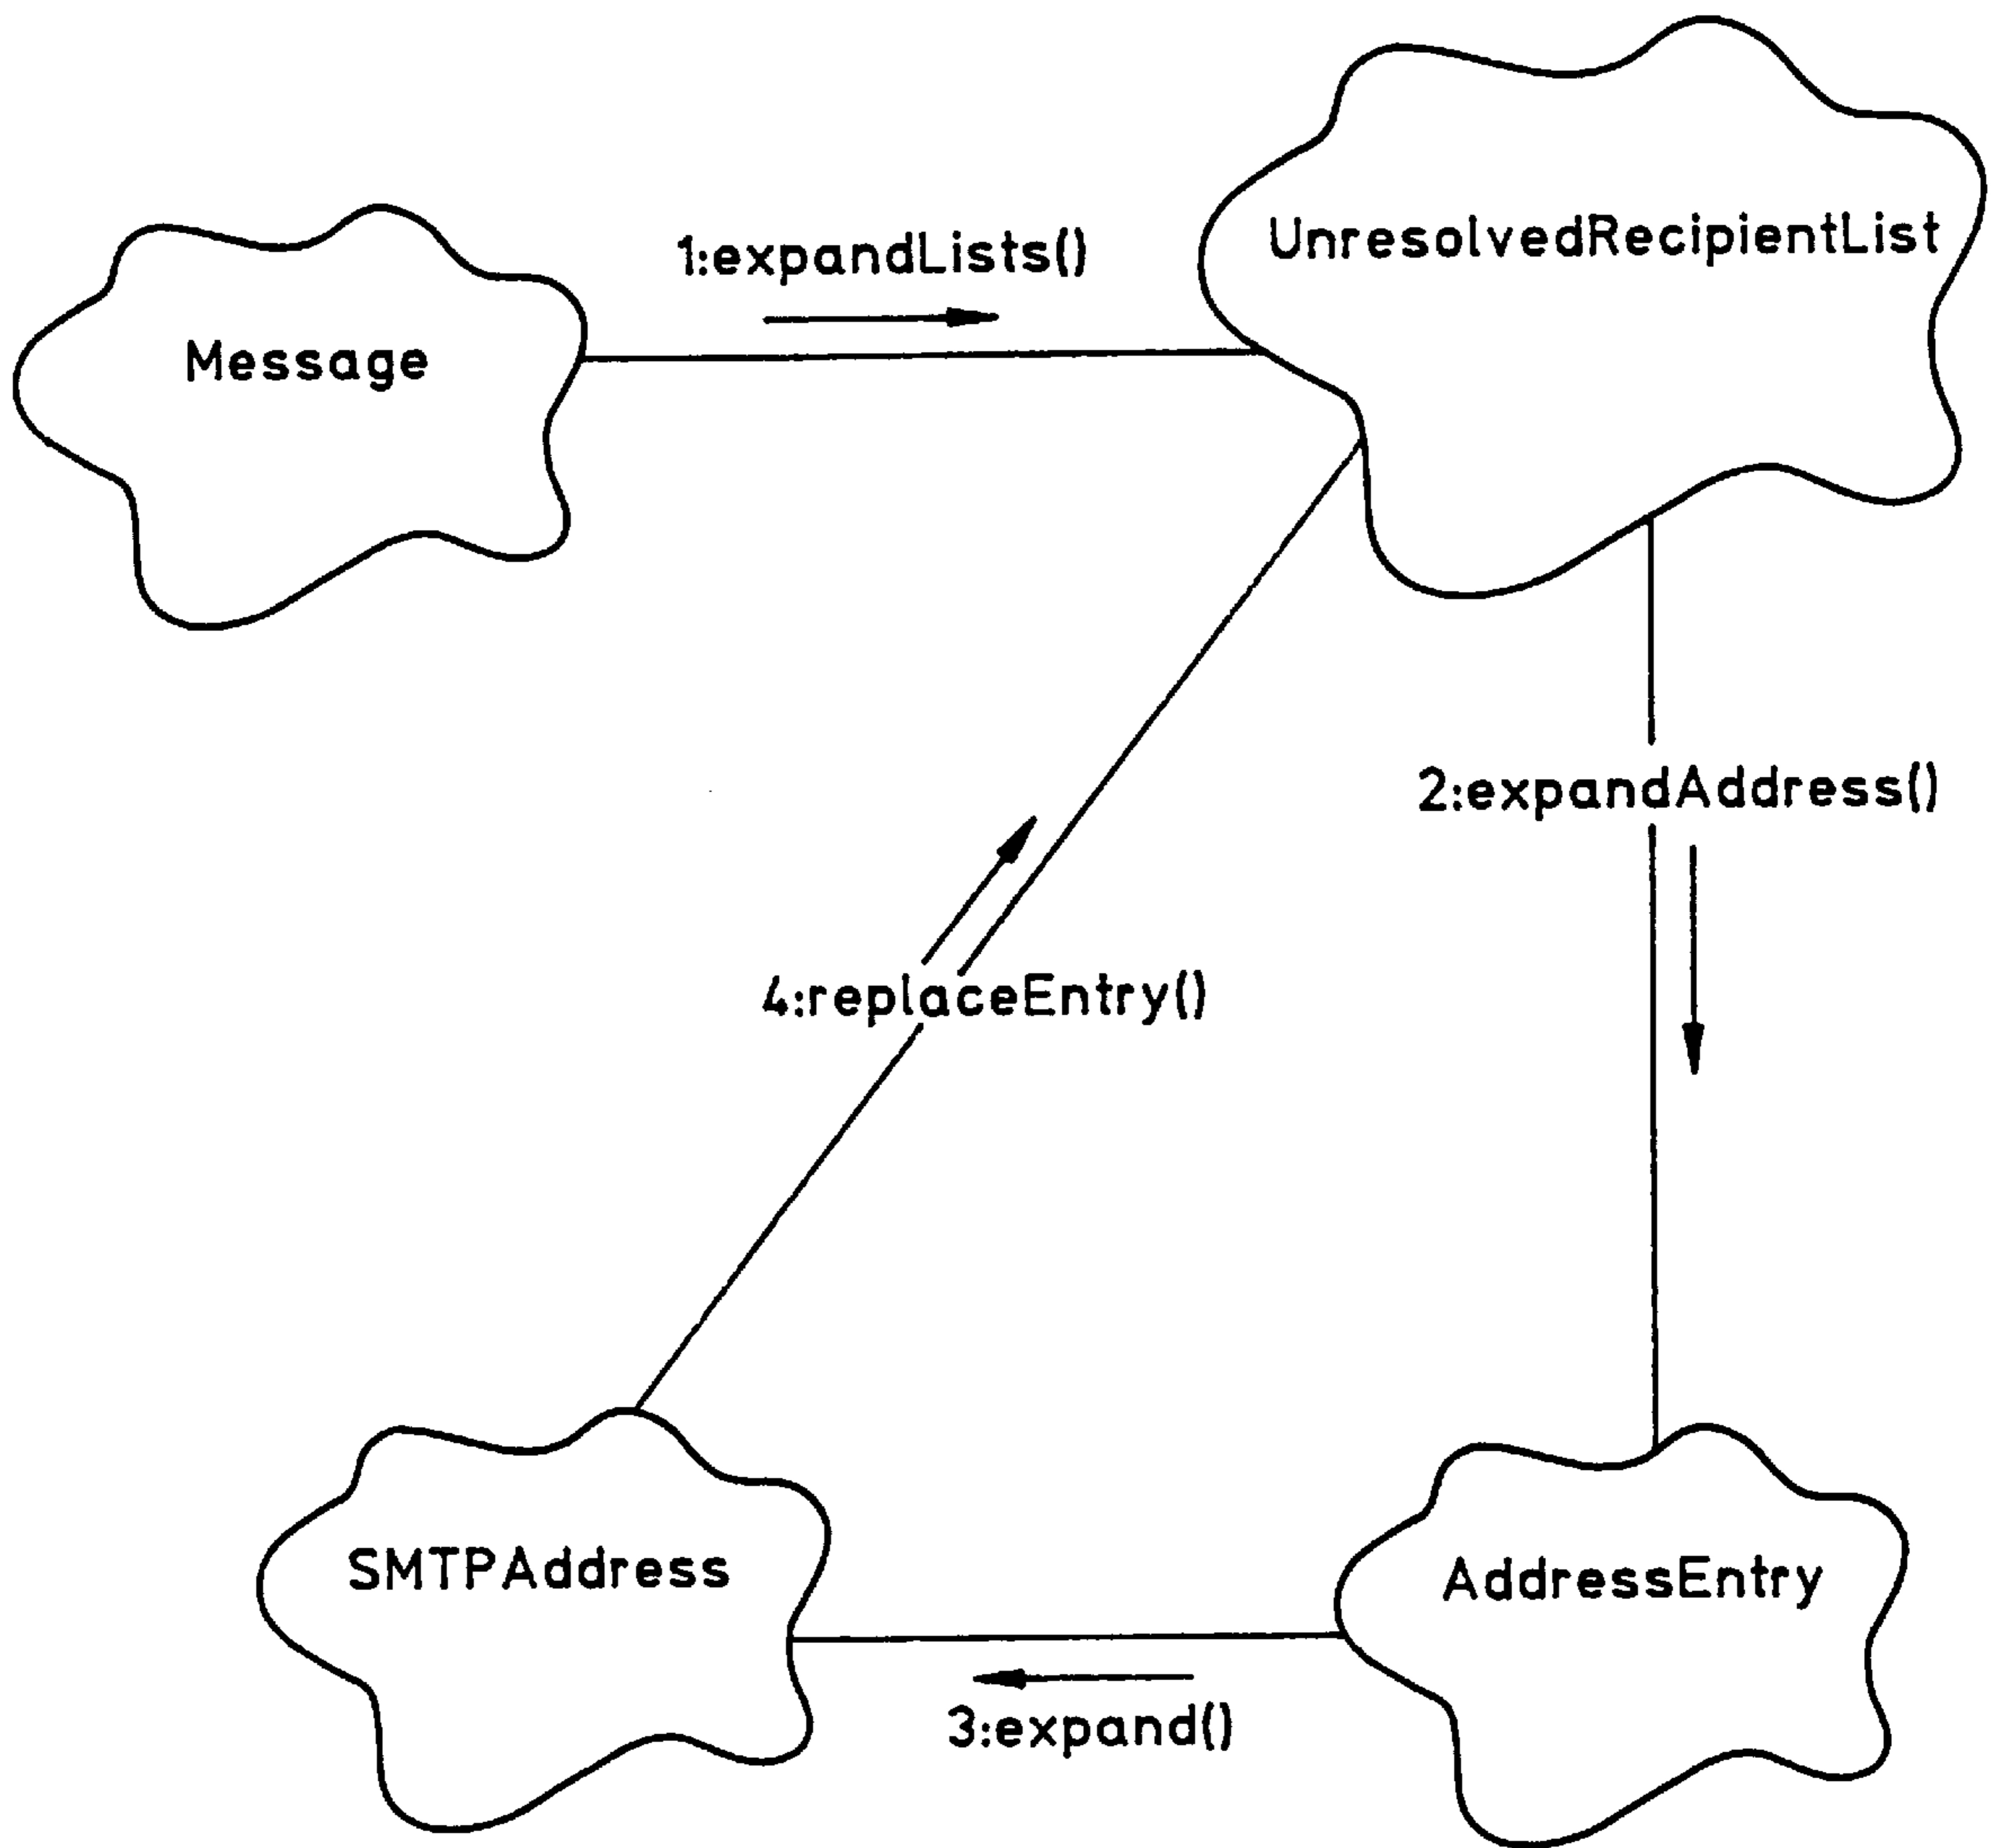 UnresolvedRecipientList
1:expandLists()
Message
2:expandAddress()
4:replaceEntry()
SMTPAddress
AddressEntry
3:expand()